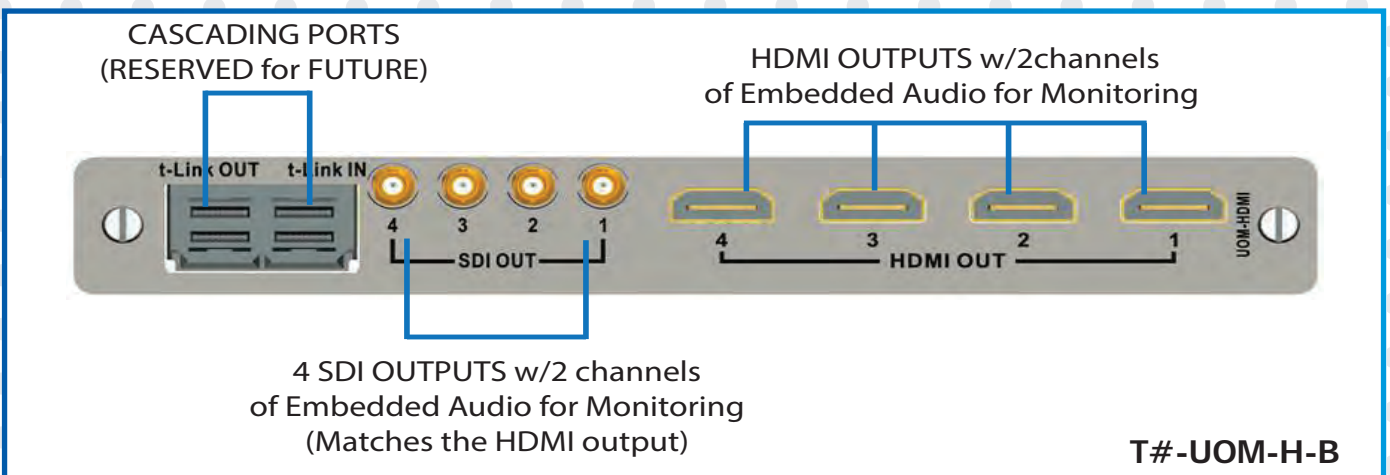 CASCADING PORTS
(RESERVED for FUTURE)
HDMI OUTPUTS w/2channels
of Embedded Audio for Monitoring
t-Link OUT t-Link IN
4 3 2 1
SDI OUT
4 3 2 1
HDMI OUT
UOM-HDMI
4 SDI OUTPUTS w/2 channels
of Embedded Audio for Monitoring
(Matches the HDMI output)
T#-UOM-H-B